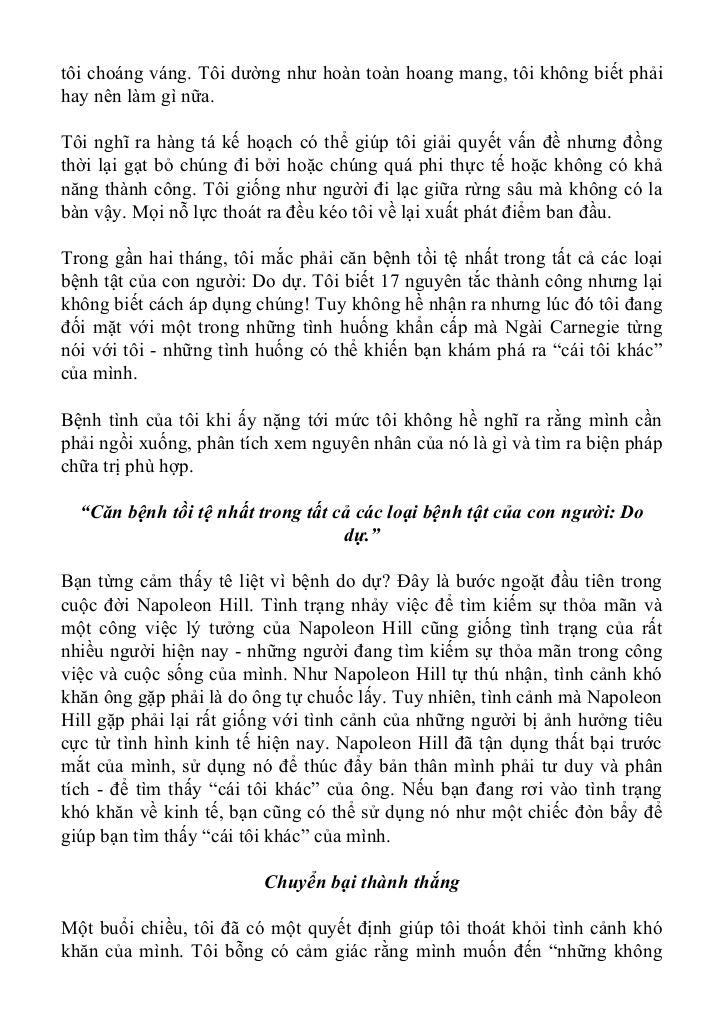 tôi choáng váng. Tôi dường như hoàn toàn hoang mang, tôi không biết phải
hay nên làm gì nữa.
Tôi nghĩ ra hàng tá kế hoạch có thể giúp tôi giải quyết vấn đề nhưng đồng
thời lại gạt bỏ chúng đi bởi hoặc chúng quá phi thực tế hoặc không có khả
năng thành công. Tôi giống như người đi lạc giữa rừng sâu mà không có la
bàn vậy. Mọi nỗ lực thoát ra đều kéo tôi về lại xuất phát điểm ban đầu.
Trong gần hai tháng, tôi mắc phải căn bệnh tồi tệ nhất trong tất cả các loại
bệnh tật của con người: Do dự. Tôi biết 17 nguyên tắc thành công nhưng lại
không biết cách áp dụng chúng! Tuy không hề nhận ra nhưng lúc đó tôi đang
đối mặt với một trong những tình huống khẩn cấp mà Ngài Carnegie từng
nói với tôi - những tình huống có thể khiến bạn khám phá ra “cái tôi khác”
của mình.
Bệnh tình của tôi khi ấy nặng tới mức tôi không hề nghĩ ra rằng mình cần
phải ngồi xuống, phân tích xem nguyên nhân của nó là gì và tìm ra biện pháp
chữa trị phù hợp.
“Căn bệnh tồi tệ nhất trong tất cả các loại bệnh tật của con người: Do
dự.”
Bạn từng cảm thấy tê liệt vì bệnh do dự? Đây là bước ngoặt đầu tiên trong
cuộc đời Napoleon Hill. Tình trạng nhảy việc để tìm kiếm sự thỏa mãn và
một công việc lý tưởng của Napoleon Hill cũng giống tình trạng của rất
nhiều người hiện nay - những người đang tìm kiếm sự thỏa mãn trong công
việc và cuộc sống của mình. Như Napoleon Hill tự thú nhận, tình cảnh khó
khăn ông gặp phải là do ông tự chuốc lấy. Tuy nhiên, tình cảnh mà Napoleon
Hill gặp phải lại rất giống với tình cảnh của những người bị ảnh hưởng tiêu
cực từ tình hình kinh tế hiện nay. Napoleon Hill đã tận dụng thất bại trước
mắt của mình, sử dụng nó để thúc đẩy bản thân mình phải tư duy và phân
tích - để tìm thấy “cái tôi khác” của ông. Nếu bạn đang rơi vào tình trạng
khó khăn về kinh tế, bạn cũng có thể sử dụng nó như một chiếc đòn bẩy để
giúp bạn tìm thấy “cái tôi khác” của mình.
Chuyển bại thành thắng
Một buổi chiều, tôi đã có một quyết định giúp tôi thoát khỏi tình cảnh khó
khăn của mình. Tôi bỗng có cảm giác rằng mình muốn đến “những không